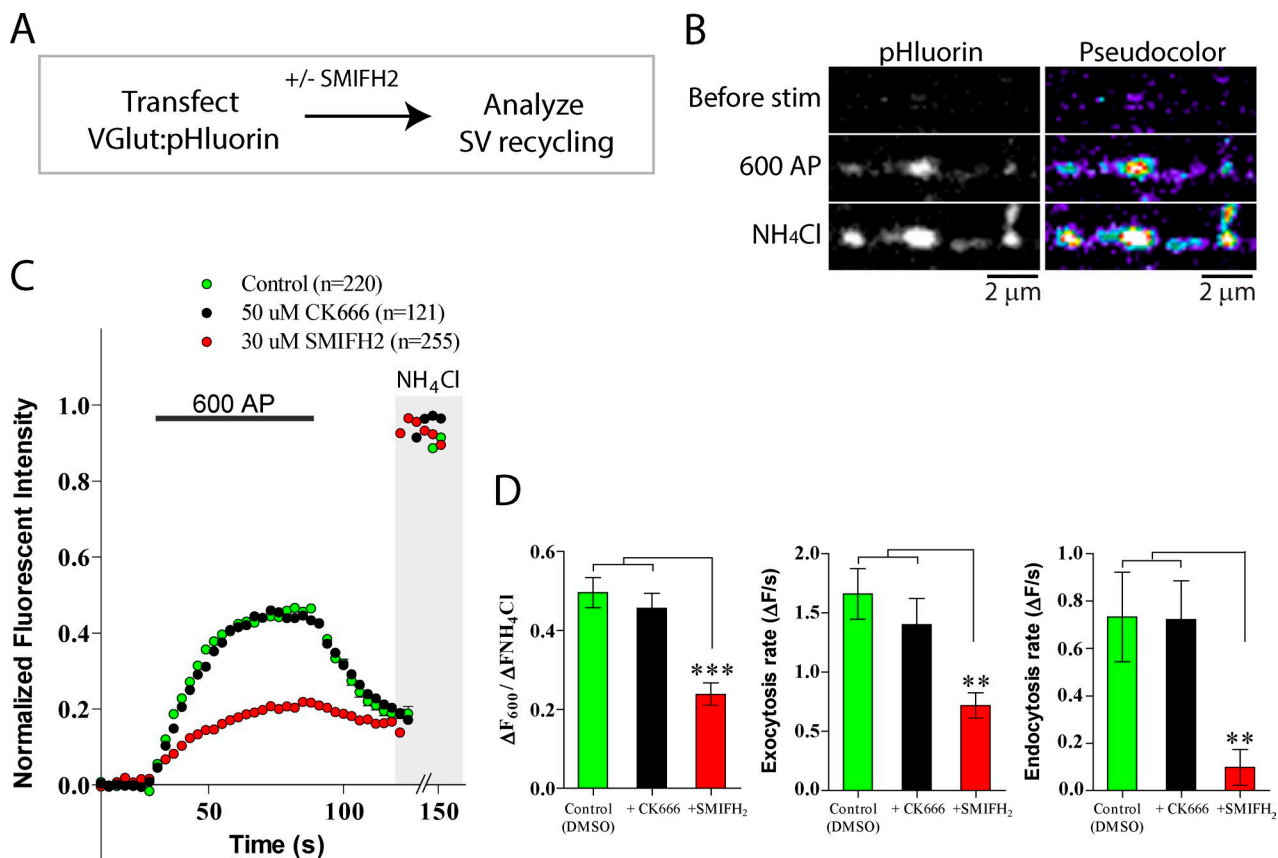 A
Transfect
VGlut:pHluorin
+/- SMIFH2
Analyze
SV recycling
B
pHluorin
Pseudocolor
Before stim
600 AP
NH₄Cl
2 μm
2 μm
C
Control (n=220)
50 uM CK666 (n=121)
30 uM SMIFH2 (n=255)
NH₄Cl
600 AP
Normalized Fluorescent Intensity
1.0
0.8
0.6
0.4
0.2
0.0
50
100
150
Time (s)
D
ΔF₆₀₀/ ΔFNH₄Cl
0.6
0.4
0.2
0.0
***
Control
(DMSO)
+ CK666
+SMIFH₂
Exocytosis rate (ΔF/s)
2.0
1.5
1.0
0.5
0.0
**
Control
(DMSO)
+ CK666
+SMIFH₂
Endocytosis rate (ΔF/s)
1.0
0.8
0.6
0.4
0.2
0.0
**
Control
(DMSO)
+ CK666
+SMIFH₂